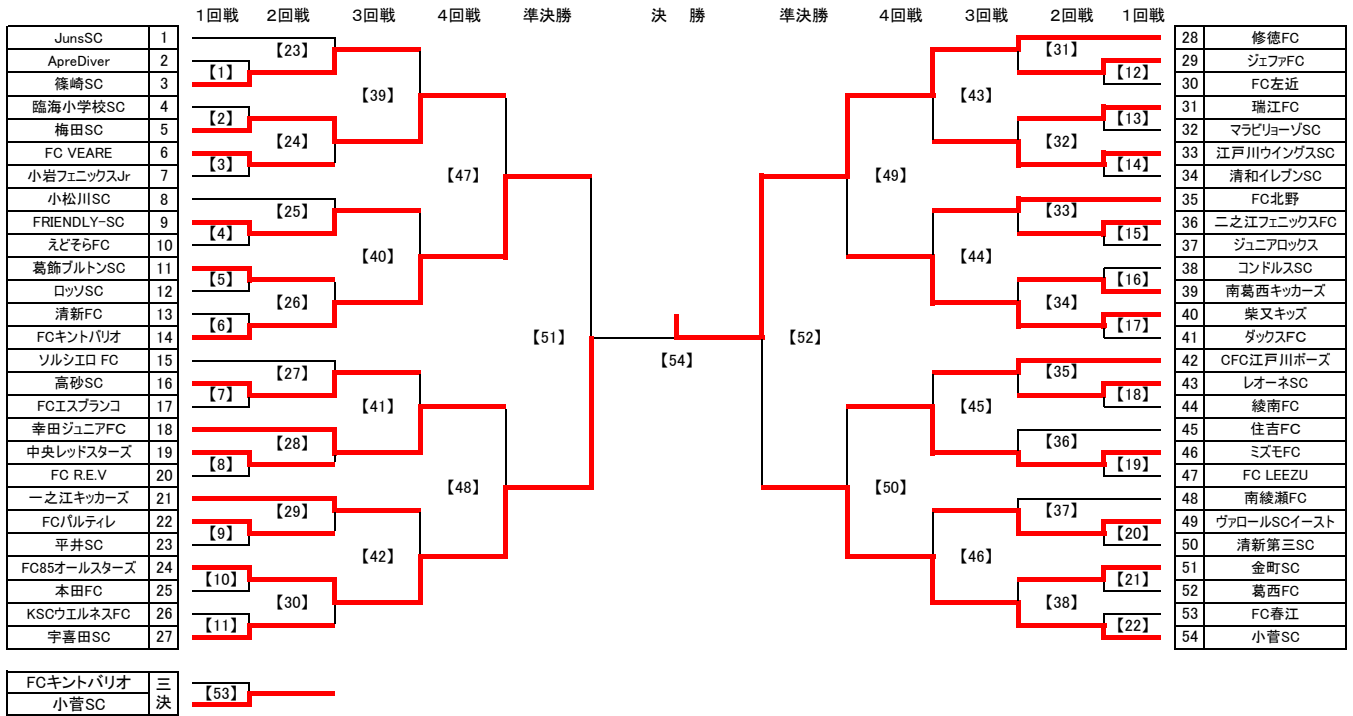 1回戦 2回戦 3回戦 4回戦 準決勝 決 勝 準決勝 4回戦 3回戦 2回戦 1回戦
JunsSC 1
ApreDiver 2
篠崎SC 3
臨海小学校SC 4
梅田SC 5
FC VEARE 6
小岩フェニックスJr 7
小松川SC 8
FRIENDLY-SC 9
えどそらFC 10
葛飾ブルトンSC 11
ロッソSC 12
清新FC 13
FCキントバリオ 14
ソルシエロ FC 15
高砂SC 16
FCエスブランコ 17
幸田ジュニアFC 18
中央レッドスターズ 19
FC R.E.V 20
一之江キッカーズ 21
FCパルティレ 22
平井SC 23
FC85オールスターズ 24
本田FC 25
KSCウエルネスFC 26
宇喜田SC 27
【1】
【2】
【3】
【4】
【5】
【6】
【7】
【8】
【9】
【10】
【11】
【23】
【24】
【25】
【26】
【27】
【28】
【29】
【30】
【39】
【40】
【41】
【42】
【47】
【48】
【51】
【54】
【52】
【49】
【50】
【43】
【44】
【45】
【46】
【31】
【32】
【33】
【34】
【35】
【36】
【37】
【38】
【12】
【13】
【14】
【15】
【16】
【17】
【18】
【19】
【20】
【21】
【22】
28 修徳FC
29 ジェファFC
30 FC左近
31 瑞江FC
32 マラビリョーゾSC
33 江戸川ウイングスSC
34 清和イレブンSC
35 FC北野
36 二之江フェニックスFC
37 ジュニアロックス
38 コンドルスSC
39 南葛西キッカーズ
40 柴又キッズ
41 ダックスFC
42 CFC江戸川ボーズ
43 レオーネSC
44 綾南FC
45 住吉FC
46 ミズモFC
47 FC LEEZU
48 南綾瀬FC
49 ヴァロールSCイースト
50 清新第三SC
51 金町SC
52 葛西FC
53 FC春江
54 小菅SC
FCキントバリオ
小菅SC
三決
【53】